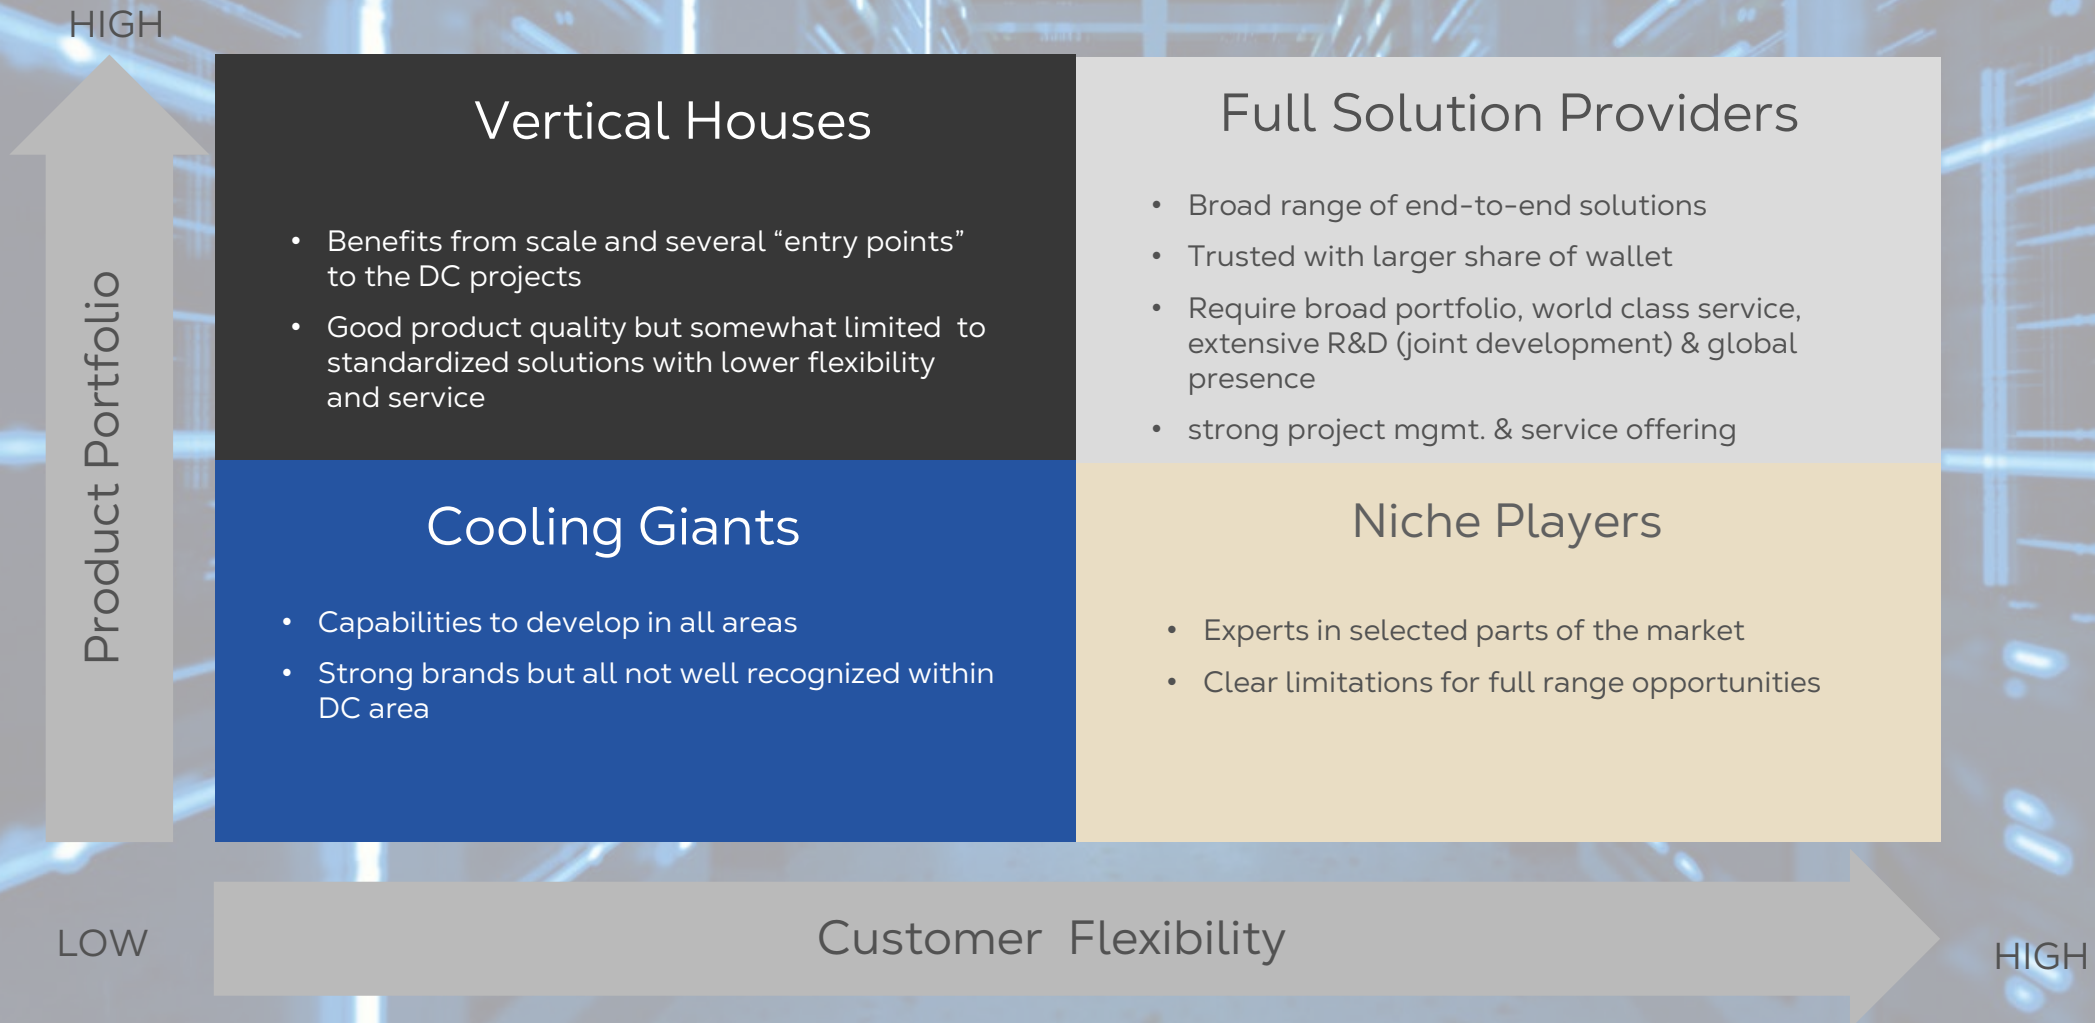 HIGH
Product Portfolio
Vertical Houses
• Benefits from scale and several “entry points”
to the DC projects
• Good product quality but somewhat limited  to
standardized solutions with lower flexibility
and service
Full Solution Providers
• Broad range of end-to-end solutions
• Trusted with larger share of wallet
• Require broad portfolio, world class service,
extensive R&D (joint development) & global
presence
• strong project mgmt. & service offering
Cooling Giants
• Capabilities to develop in all areas
• Strong brands but all not well recognized within
DC area
Niche Players
• Experts in selected parts of the market
• Clear limitations for full range opportunities
LOW
Customer  Flexibility
HIGH